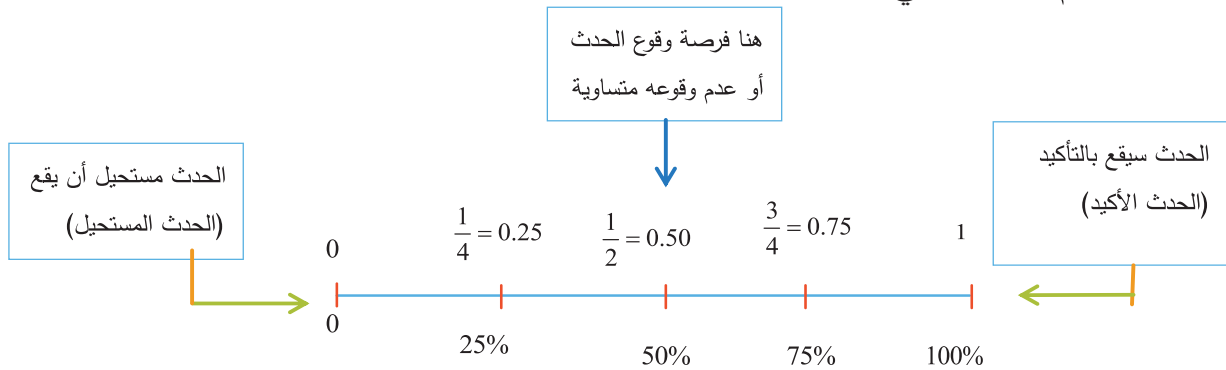 هنا فرصة وقوع الحدث
أو عدم وقوعه متساوية
الحدث سيقع بالتأكيد
(الحدث الأكيد)
الحدث مستحيل أن يقع
(الحدث المستحيل)
0
1/4 = 0.25
1/2 = 0.50
3/4 = 0.75
1
0
25%
50%
75%
100%